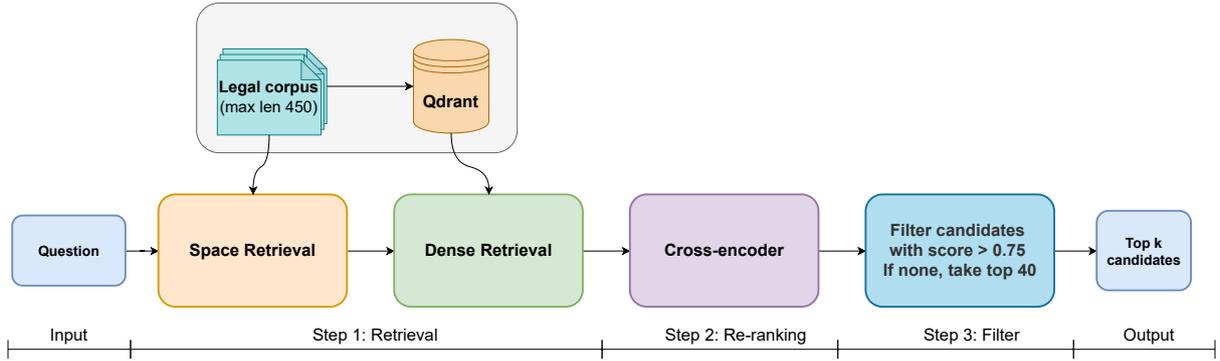 Legal corpus
(max len 450)
Qdrant
Question
Space Retrieval
Dense Retrieval
Cross-encoder
Filter candidates
with score > 0.75
If none, take top 40
Top k
candidates
Input
Step 1: Retrieval
Step 2: Re-ranking
Step 3: Filter
Output